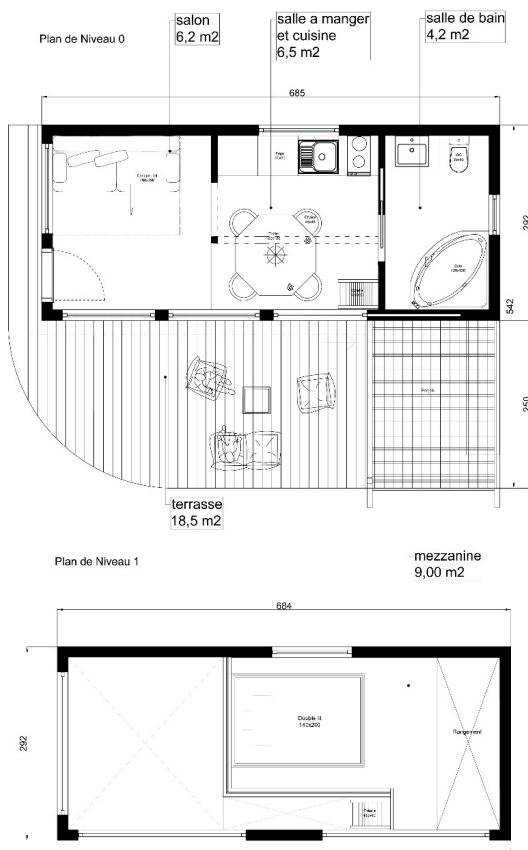 Plan de Niveau 0
salon
6,2 m2
salle a manger
et cuisine
6,5 m2
salle de bain
4,2 m2
685
292
542
250
Table
terrasse
18,5 m2
Plan de Niveau 1
mezzanine
9,00 m2
684
292
Double lit
140x200
Rangement